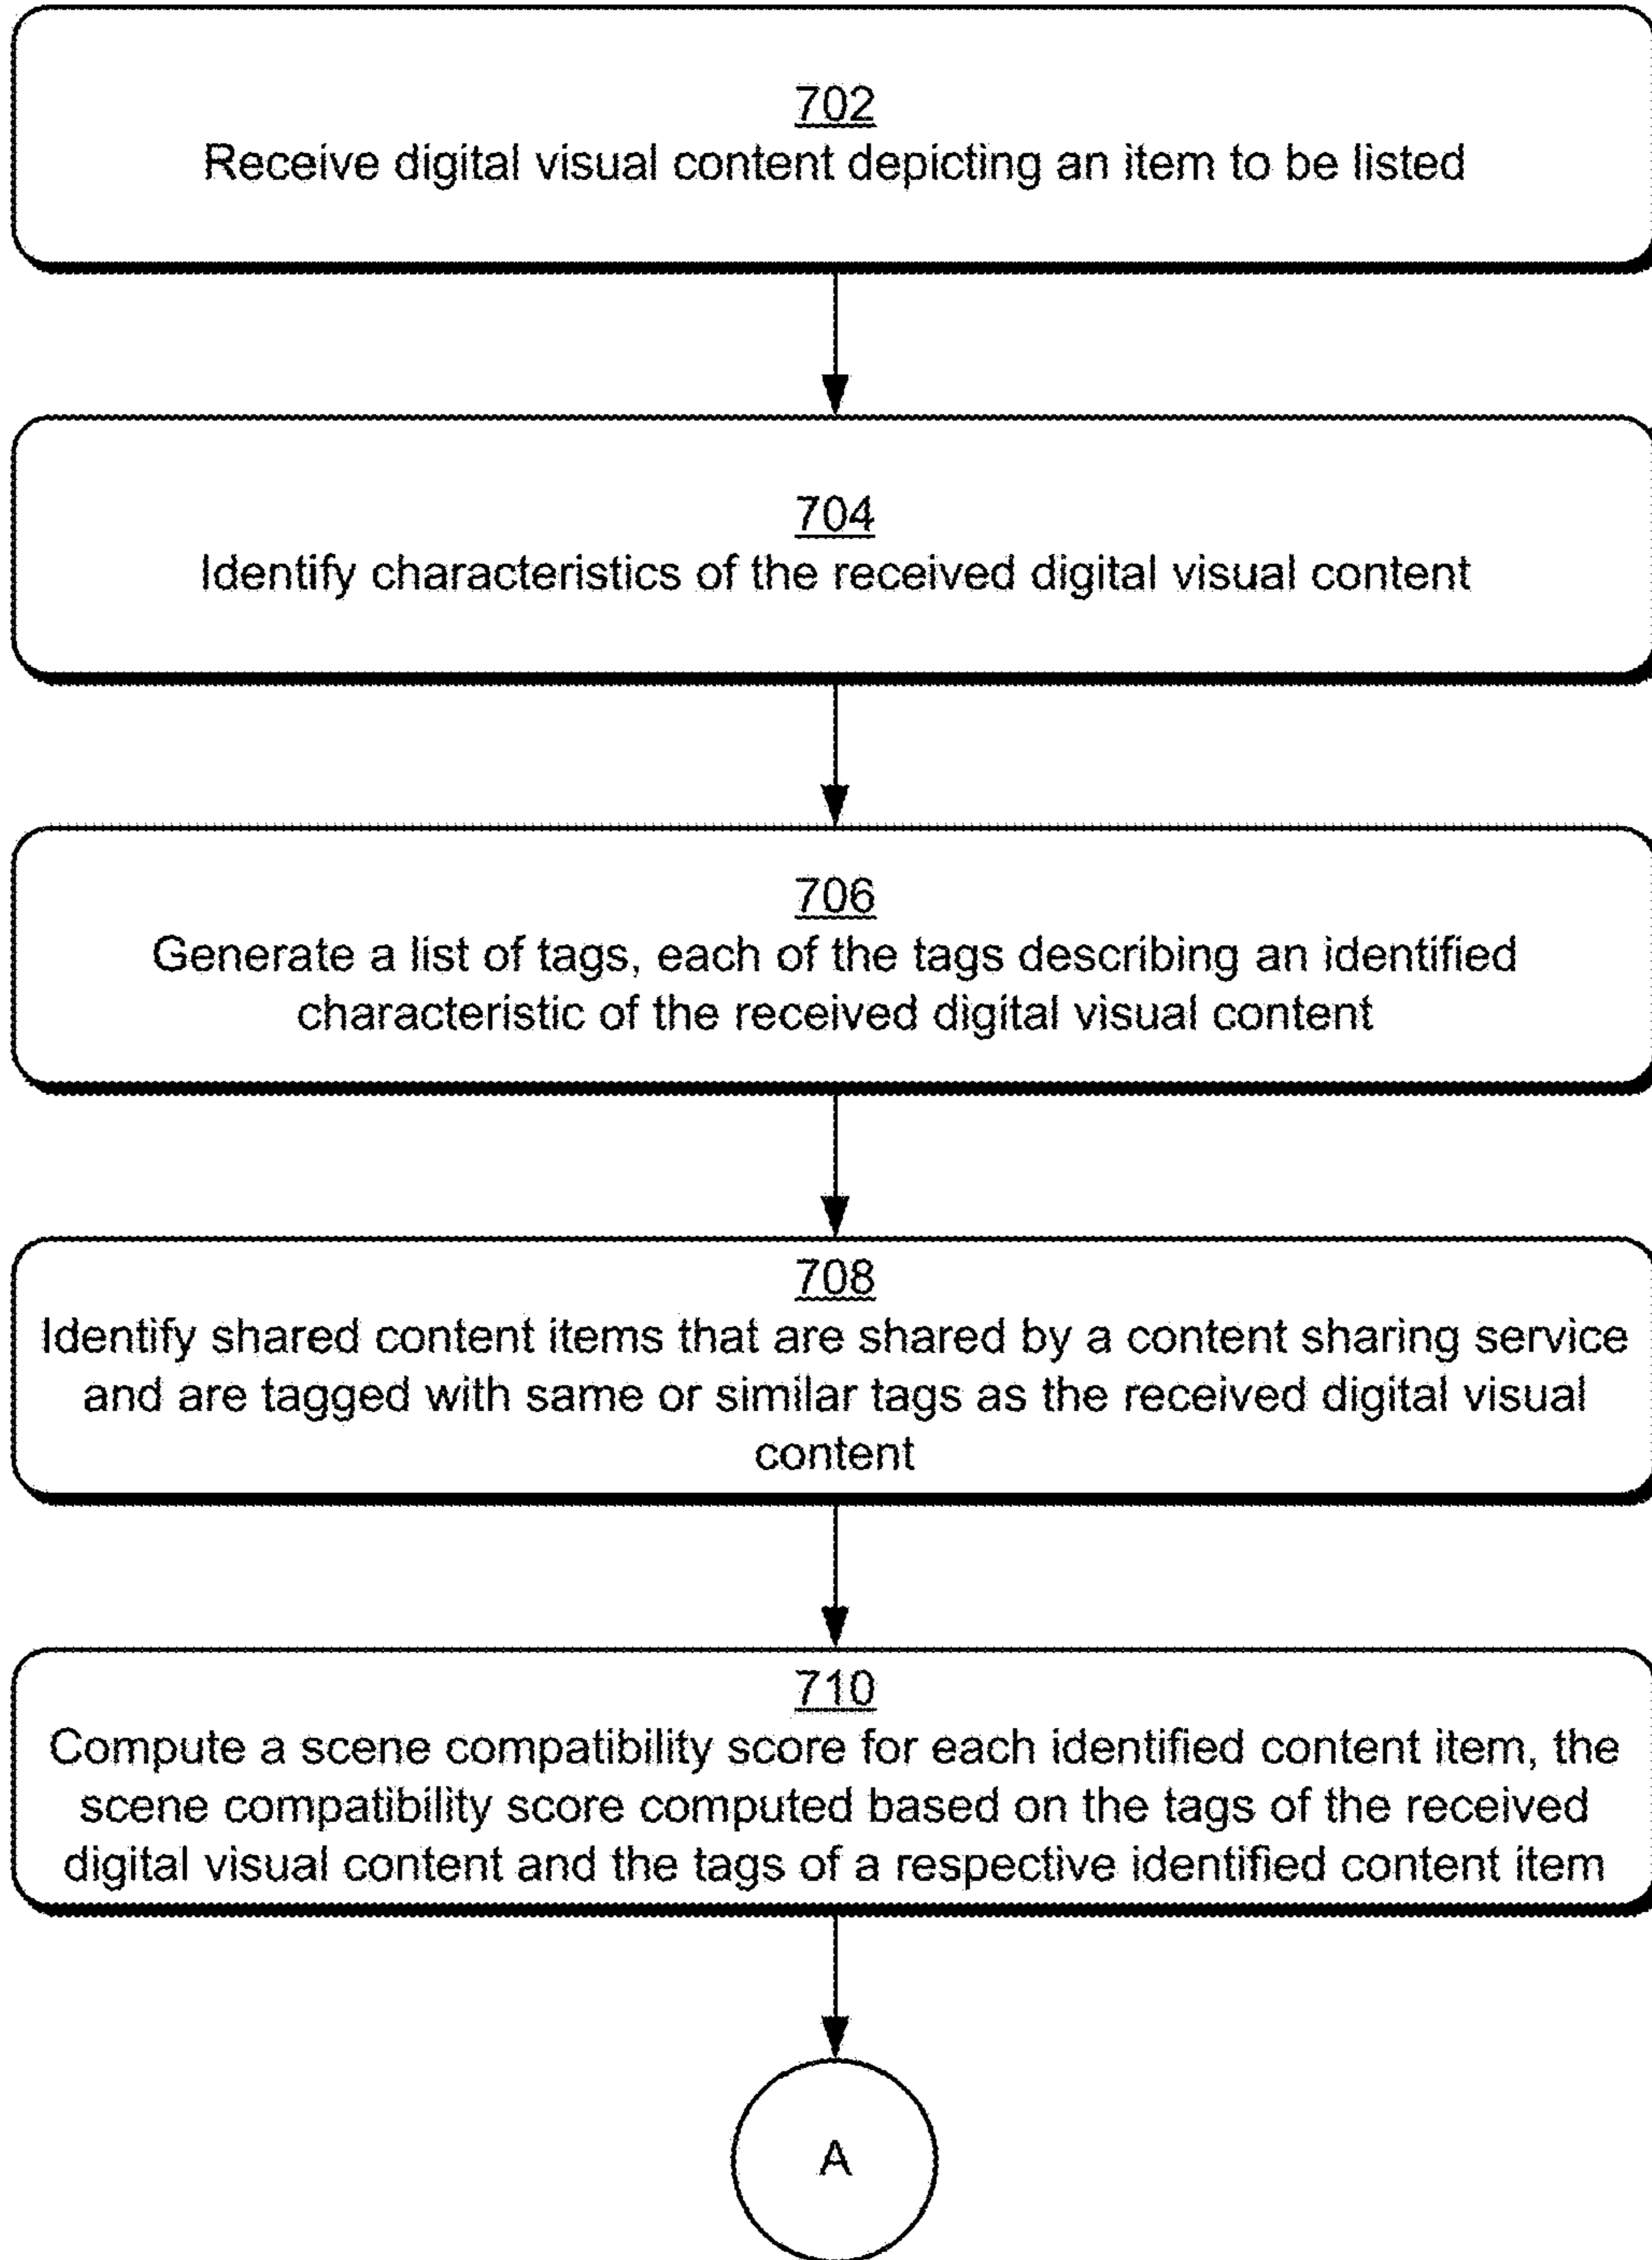 702
Receive digital visual content depicting an item to be listed
704
Identify characteristics of the received digital visual content
706
Generate a list of tags, each of the tags describing an identified
characteristic of the received digital visual content
708
Identify shared content items that are shared by a content sharing service
and are tagged with same or similar tags as the received digital visual
content
710
Compute a scene compatibility score for each identified content item, the
scene compatibility score computed based on the tags of the received
digital visual content and the tags of a respective identified content item
A